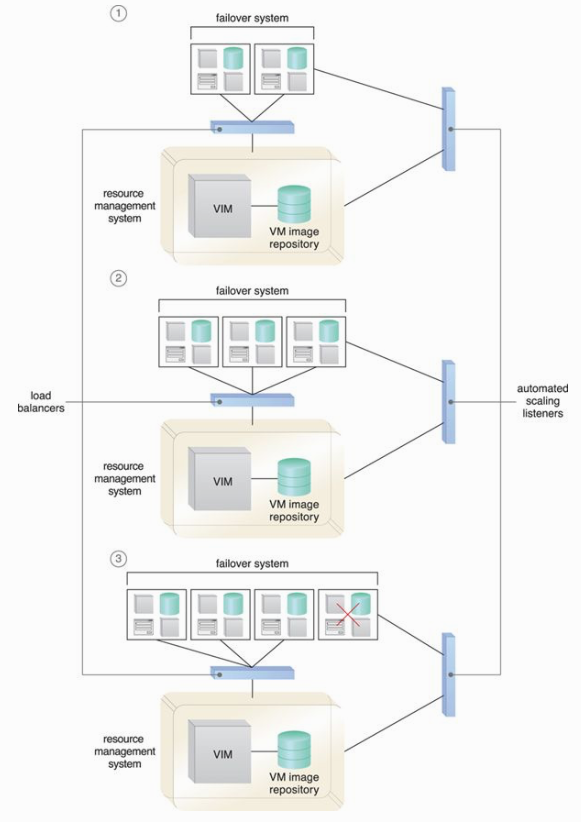 1
failover system
resource
management
system
VIM
VM image
repository
2
failover system
load
balancers
automated
scaling
listeners
resource
management
system
VIM
VM image
repository
3
failover system
resource
management
system
VIM
VM image
repository